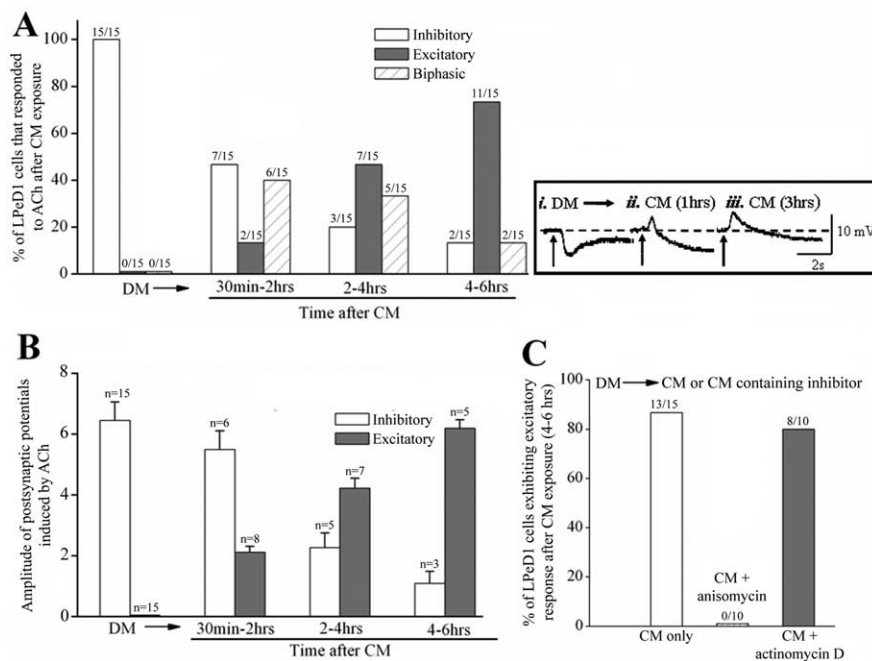 A
% of LPeD1 cells that responded
to ACh after CM exposure
100
80
60
40
20
0
15/15
0/15 0/15
7/15
2/15
6/15
3/15
7/15
5/15
2/15
11/15
2/15
Inhibitory
Excitatory
Biphasic
DM
30min-2hrs
2-4hrs
4-6hrs
Time after CM
i. DM ii. CM (1hrs) iii. CM (3hrs)
10 mV
2s
B
Amplitude of postsynaptic potentials
induced by ACh
8
6
4
2
0
n=15
n=15
n=6
n=8
n=5
n=7
n=3
n=5
Inhibitory
Excitatory
DM
30min-2hrs
2-4hrs
4-6hrs
Time after CM
C
% of LPeD1 cells exhibiting excitatory
response after CM exposure (4-6 hrs)
DM CM or CM containing inhibitor
100
80
60
40
20
0
13/15
CM +
anisomycin
0/10
8/10
CM only
CM +
actinomycin D